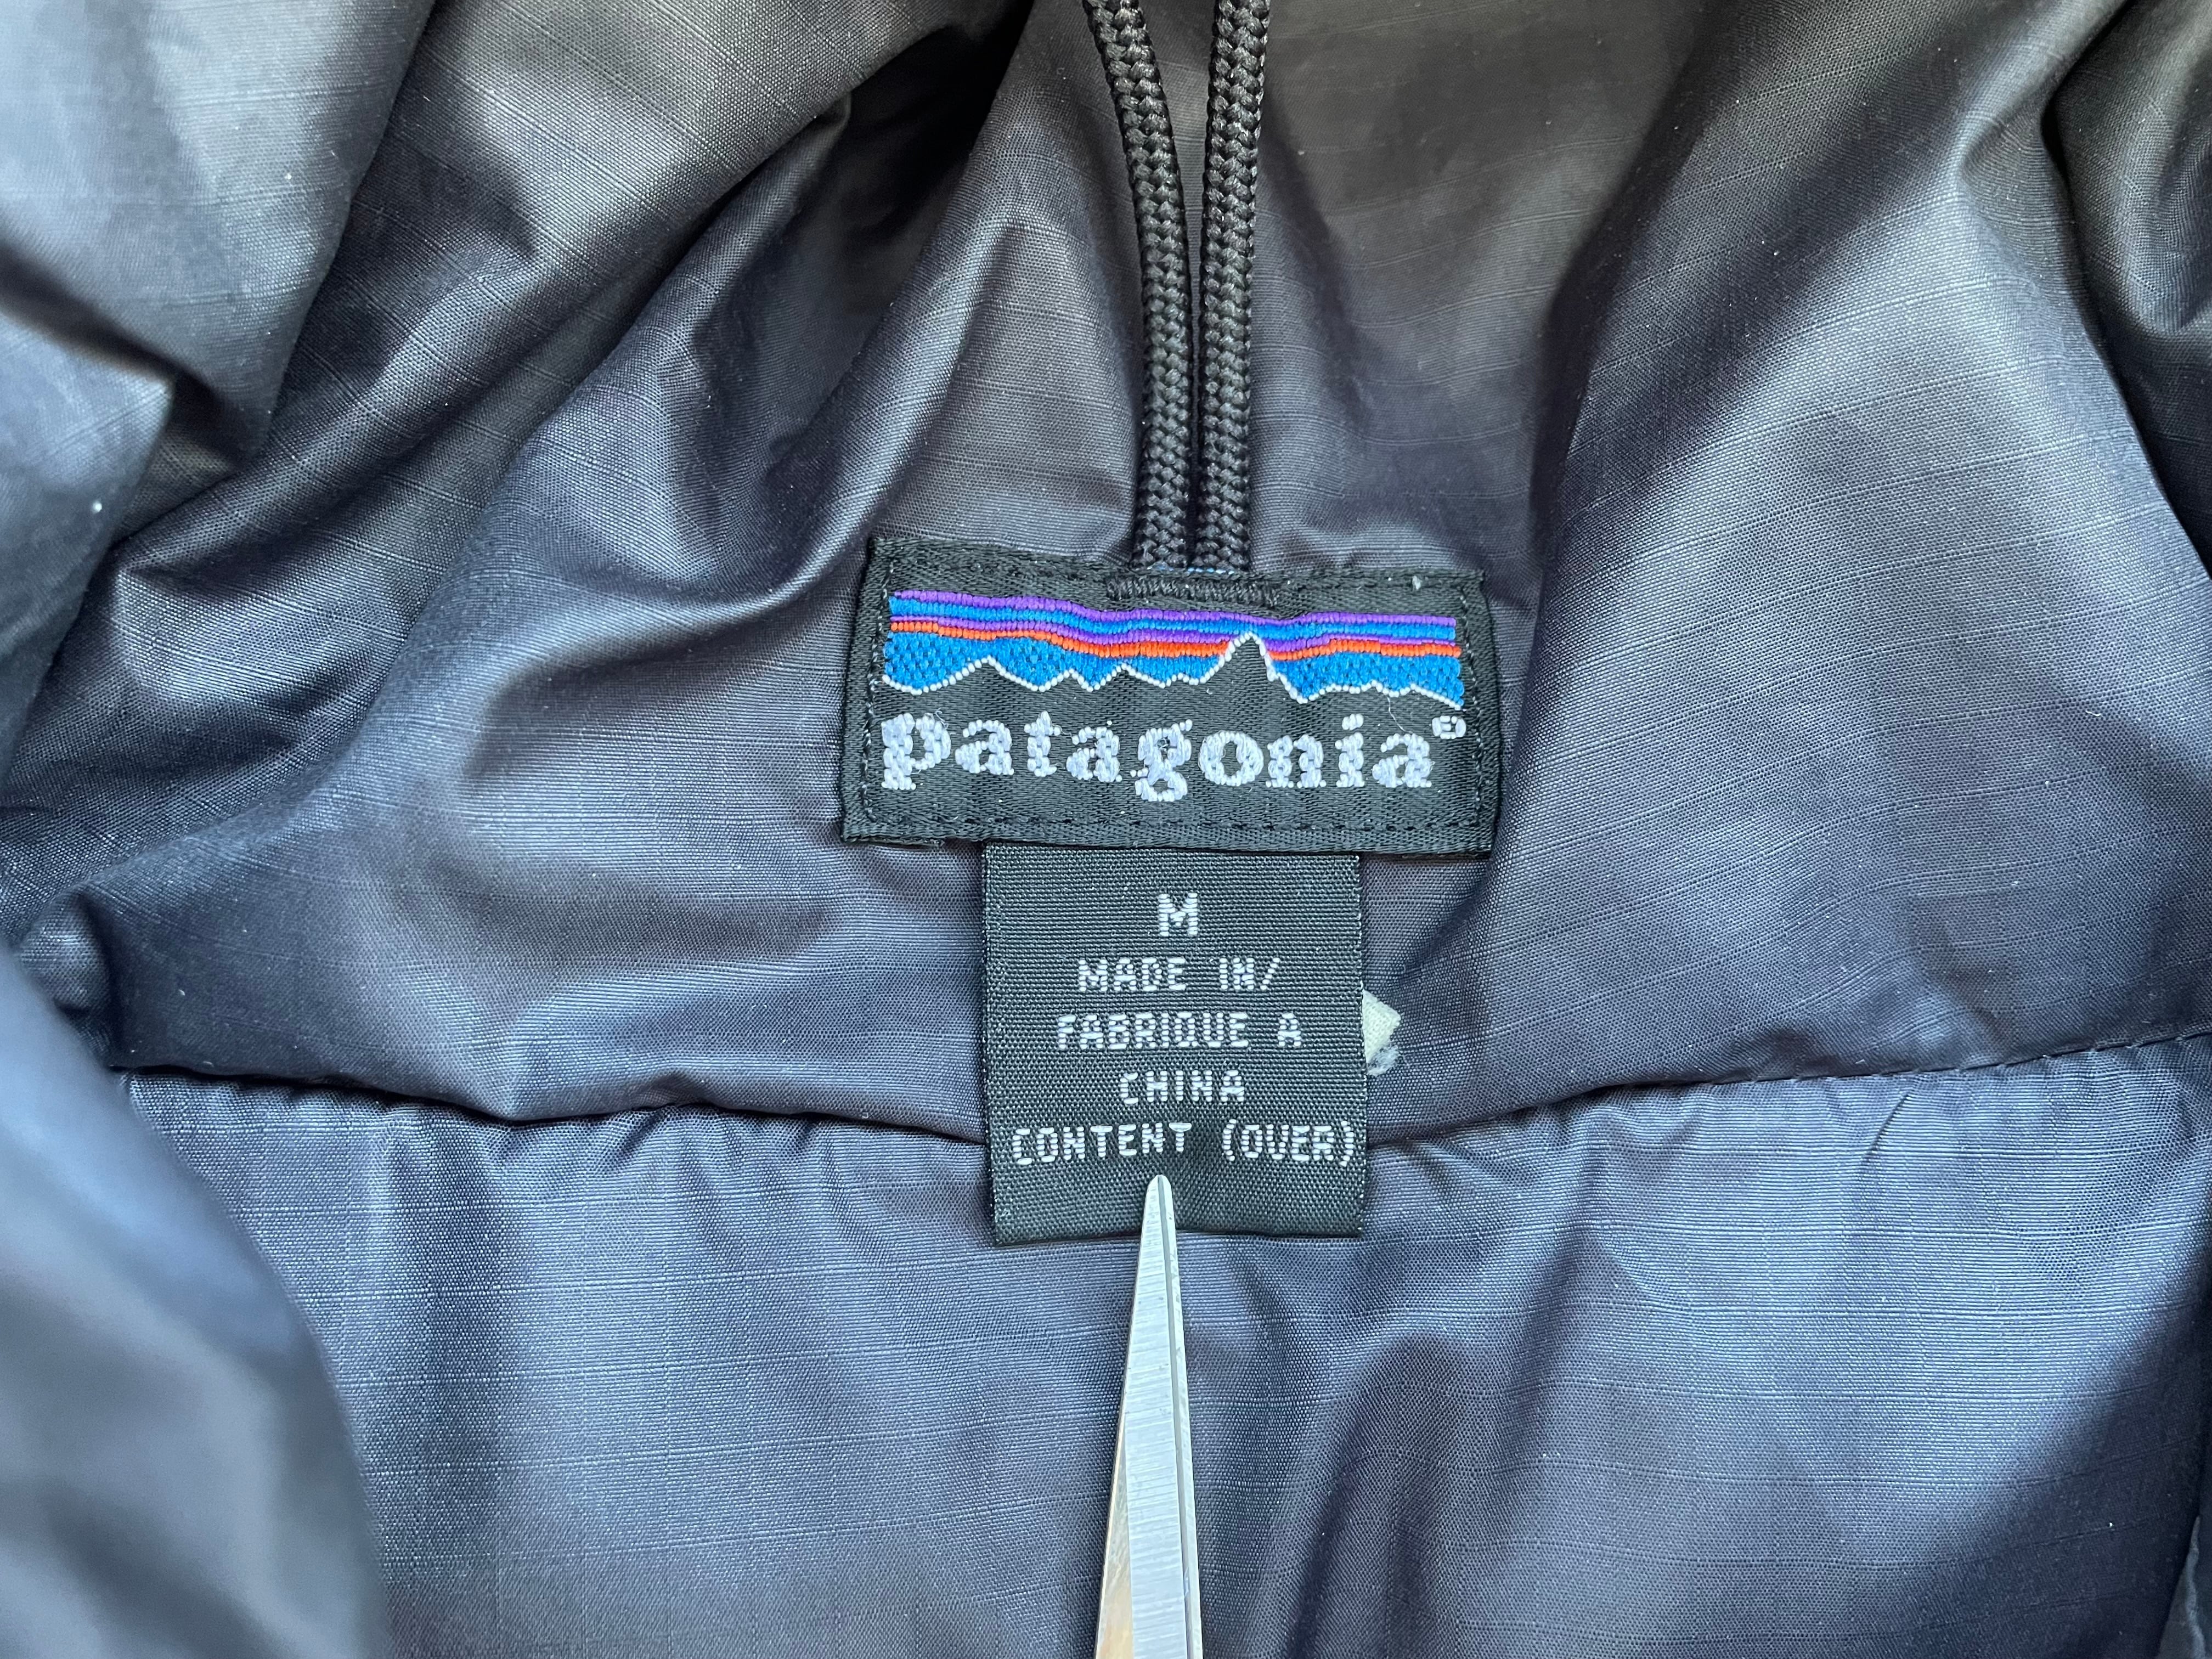 patagonia®
M
MADE IN/
FABRIQUE A
CHINA
CONTENT (OVER)